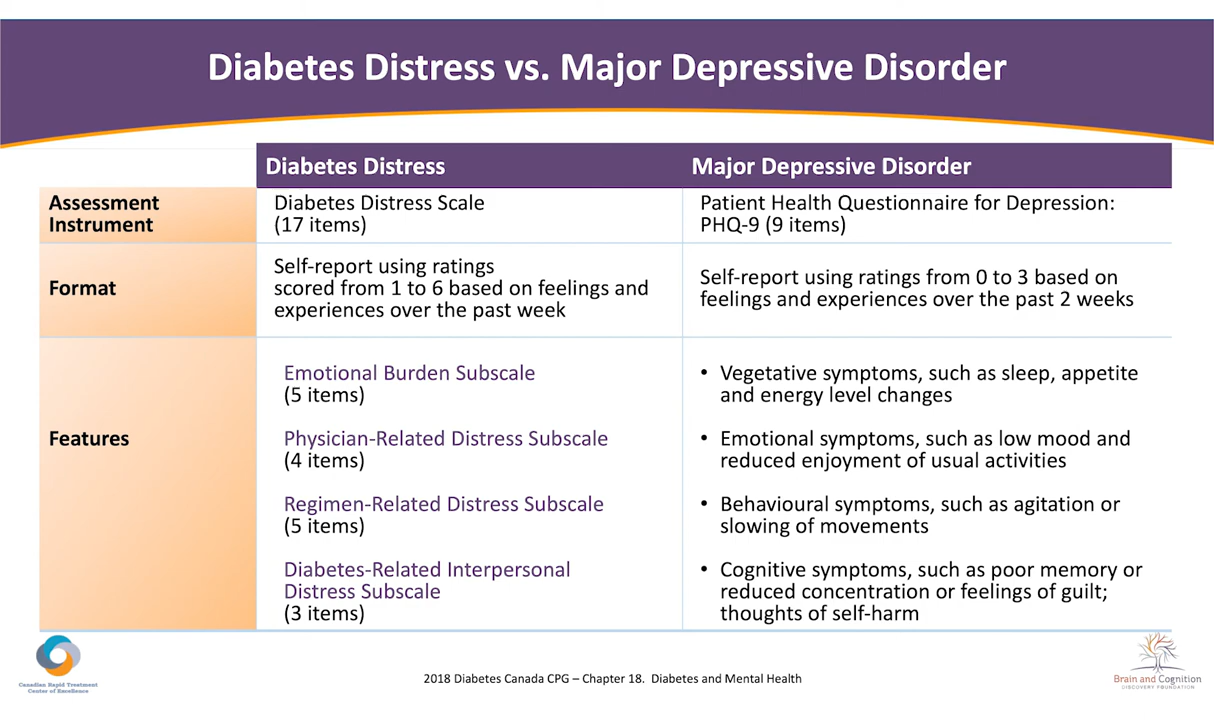 Diabetes Distress vs. Major Depressive Disorder
Diabetes Distress
Major Depressive Disorder
Assessment
Instrument
Diabetes Distress Scale
(17 items)
Patient Health Questionnaire for Depression:
PHQ-9 (9 items)
Format
Self-report using ratings
scored from 1 to 6 based on feelings and
experiences over the past week
Self-report using ratings from 0 to 3 based on
feelings and experiences over the past 2 weeks
Features
Emotional Burden Subscale
(5 items)
Physician-Related Distress Subscale
(4 items)
Regimen-Related Distress Subscale
(5 items)
Diabetes-Related Interpersonal
Distress Subscale
(3 items)
• Vegetative symptoms, such as sleep, appetite
and energy level changes
• Emotional symptoms, such as low mood and
reduced enjoyment of usual activities
• Behavioural symptoms, such as agitation or
slowing of movements
• Cognitive symptoms, such as poor memory or
reduced concentration or feelings of guilt;
thoughts of self-harm
Canadian Rapid Treatment
Center of Excellence
2018 Diabetes Canada CPG – Chapter 18. Diabetes and Mental Health
Brain and Cognition
DISCOVERY FOUNDATION